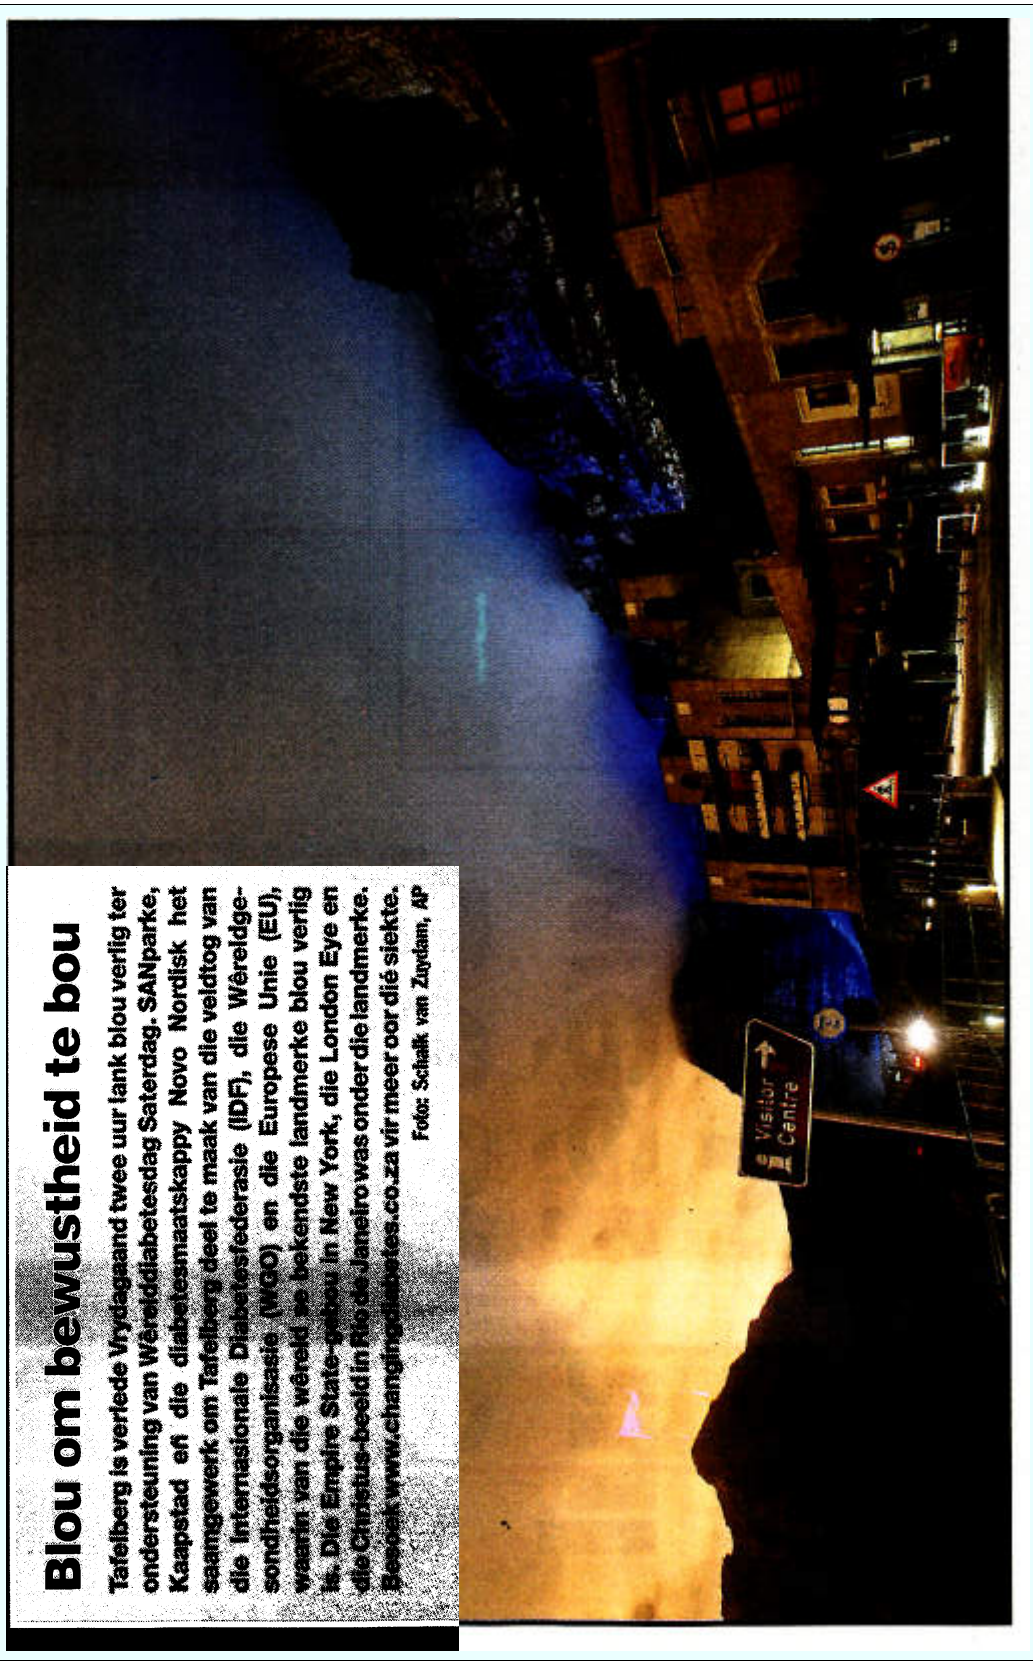 Blou om bewustheid te bou
Tafelberg is verlede Vrydagaand twee uur lank blou verlig ter
ondersteuning van Wêrelddiabetesdag Saterdag. SANparke,
Kaapstad en die diabetesmaatskappy Novo Nordisk het
saamgewerk om Tafelberg deel te maak van die veldtog van
die Internasionale Diabetesfederasie (IDF), die Wêreldge-
sondheidsorganisasie (WGO) en die Europese Unie (EU),
waarin van die wêreld se bekendste landmerke blou verlig
is. Die Empire State-gebou in New York, die London Eye en
die Christus-beeld in Rio de Janeiro was onder die landmerke.
Besoek www.changingdiabetes.co.za vir meer oor dié siekte.
Foto: Schalk van Zuydam, AP
Visitor
Centre